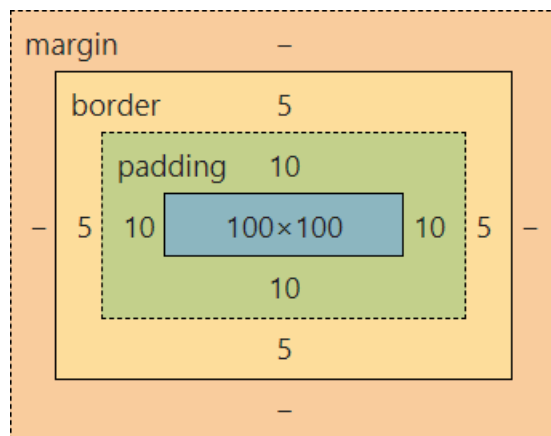 margin –
border 5
padding 10
– 5 10 100×100 10 5 –
10
5
–